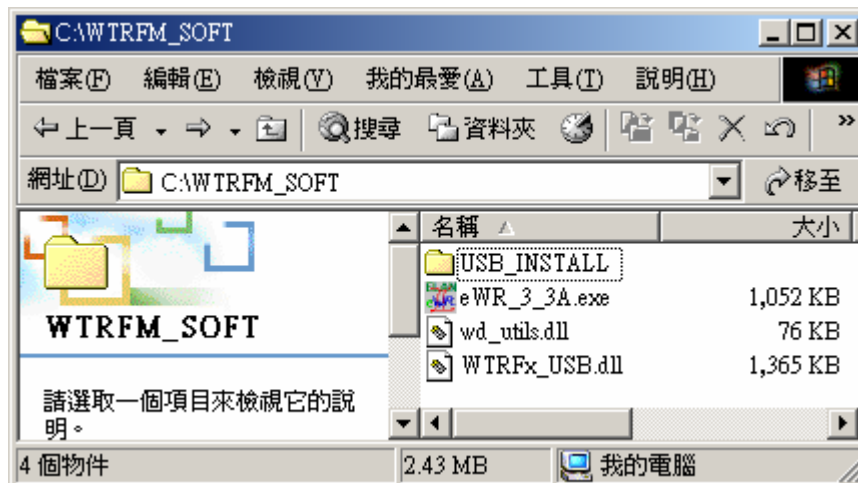 C:\WTRFM_SOFT
檔案(F) 編輯(E) 檢視(V) 我的最愛(A) 工具(T) 說明(H)
上一頁 搜尋 資料夾 »
網址(D) C:\WTRFM_SOFT 移至
名稱 大小
USB_INSTALL
eWR_3_3A.exe 1,052 KB
wd_utils.dll 76 KB
WTRFx_USB.dll 1,365 KB
WTRFM_SOFT
請選取一個項目來檢視它的說
明。
4 個物件 2.43 MB 我的電腦